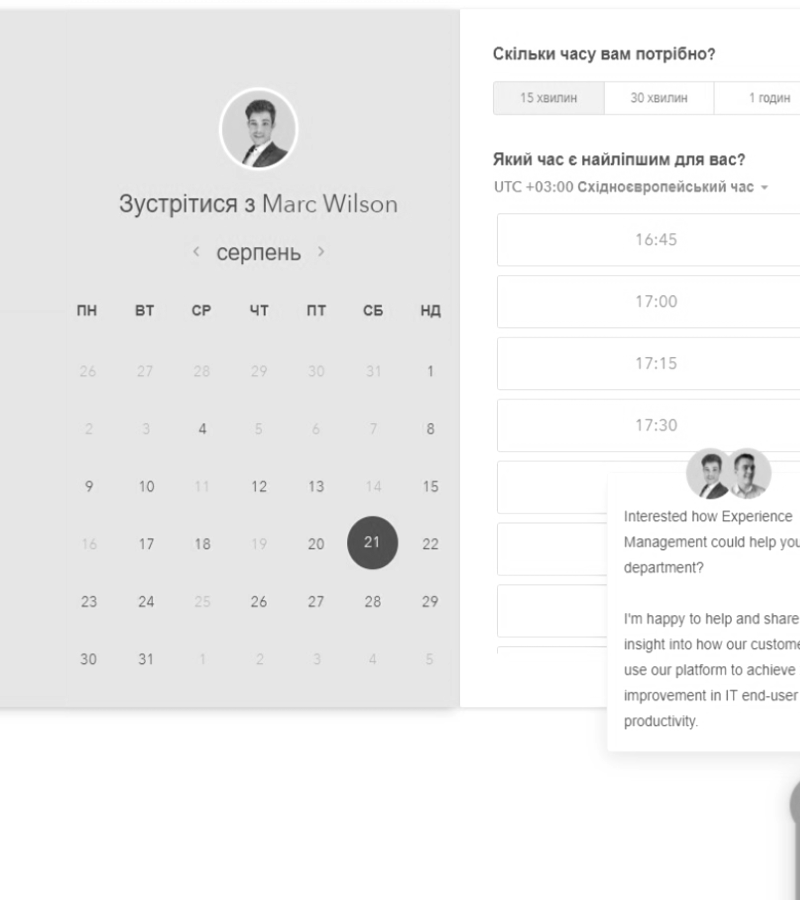 Зустрітися з Marc Wilson
серпень
ПН ВТ СР ЧТ ПТ СБ НД
26 27 28 29 30 31 1
2 3 4 5 6 7 8
9 10 11 12 13 14 15
16 17 18 19 20 21 22
23 24 25 26 27 28 29
30 31 1 2 3 4 5
Скільки часу вам потрібно?
15 хвилин 30 хвилин 1 годин
Який час є найліпшим для вас?
UTC +03:00 Східноєвропейський час
16:45
17:00
17:15
17:30
Interested how Experience
Management could help you
department?
I'm happy to help and share
insight into how our custome
use our platform to achieve
improvement in IT end-user
productivity.